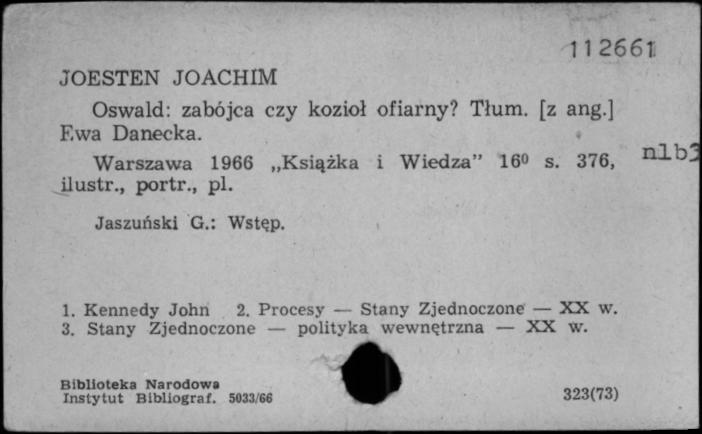 112661
JOESTEN JOACHIM
Oswald: zabójca czy kozioł ofiarny? Tłum. [z ang.]
Ewa Danecka.
Warszawa 1966 „Książka i Wiedza” 16⁰ s. 376, nlb3
ilustr., portr., pl.
Jaszuński G.: Wstęp.
1. Kennedy John 2. Procesy — Stany Zjednoczone — XX w.
3. Stany Zjednoczone — polityka wewnętrzna — XX w.
Biblioteka Narodowa
Instytut Bibliograf. 5033/66 323(73)